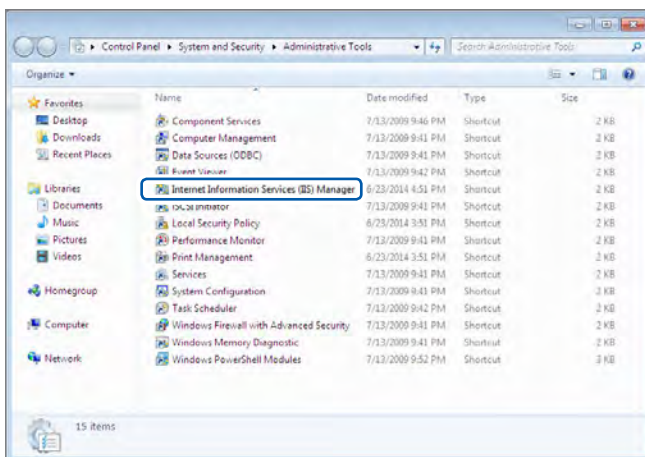 Control Panel ▸ System and Security ▸ Administrative Tools
Search Administrative Tools
Organize
Name Date modified Type Size
Favorites
Desktop
Downloads
Recent Places
Libraries
Documents
Music
Pictures
Videos
Homegroup
Computer
Network
Component Services 7/13/2009 9:46 PM Shortcut 2 KB
Computer Management 7/13/2009 9:41 PM Shortcut 2 KB
Data Sources (ODBC) 7/13/2009 9:41 PM Shortcut 2 KB
Event Viewer 7/13/2009 9:42 PM Shortcut 2 KB
Internet Information Services (IIS) Manager 6/23/2014 4:51 PM Shortcut 2 KB
iSCSI Initiator 7/13/2009 9:41 PM Shortcut 2 KB
Local Security Policy 6/23/2014 3:51 PM Shortcut 2 KB
Performance Monitor 7/13/2009 9:41 PM Shortcut 2 KB
Print Management 6/23/2014 3:51 PM Shortcut 2 KB
Services 7/13/2009 9:41 PM Shortcut 2 KB
System Configuration 7/13/2009 9:41 PM Shortcut 2 KB
Task Scheduler 7/13/2009 9:42 PM Shortcut 2 KB
Windows Firewall with Advanced Security 7/13/2009 9:41 PM Shortcut 2 KB
Windows Memory Diagnostic 7/13/2009 9:41 PM Shortcut 2 KB
Windows PowerShell Modules 7/13/2009 9:52 PM Shortcut 3 KB
15 items